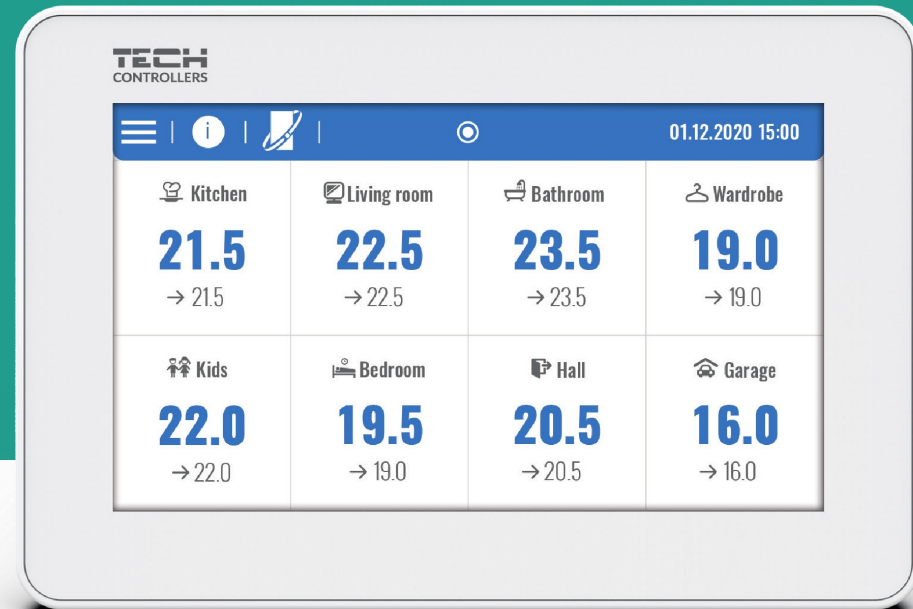 TECH
CONTROLLERS
i
01.12.2020 15:00
Kitchen
Living room
Bathroom
Wardrobe
21.5
22.5
23.5
19.0
→ 21.5
→ 22.5
→ 23.5
→ 19.0
Kids
Bedroom
Hall
Garage
22.0
19.5
20.5
16.0
→ 22.0
→ 19.0
→ 20.5
→ 16.0